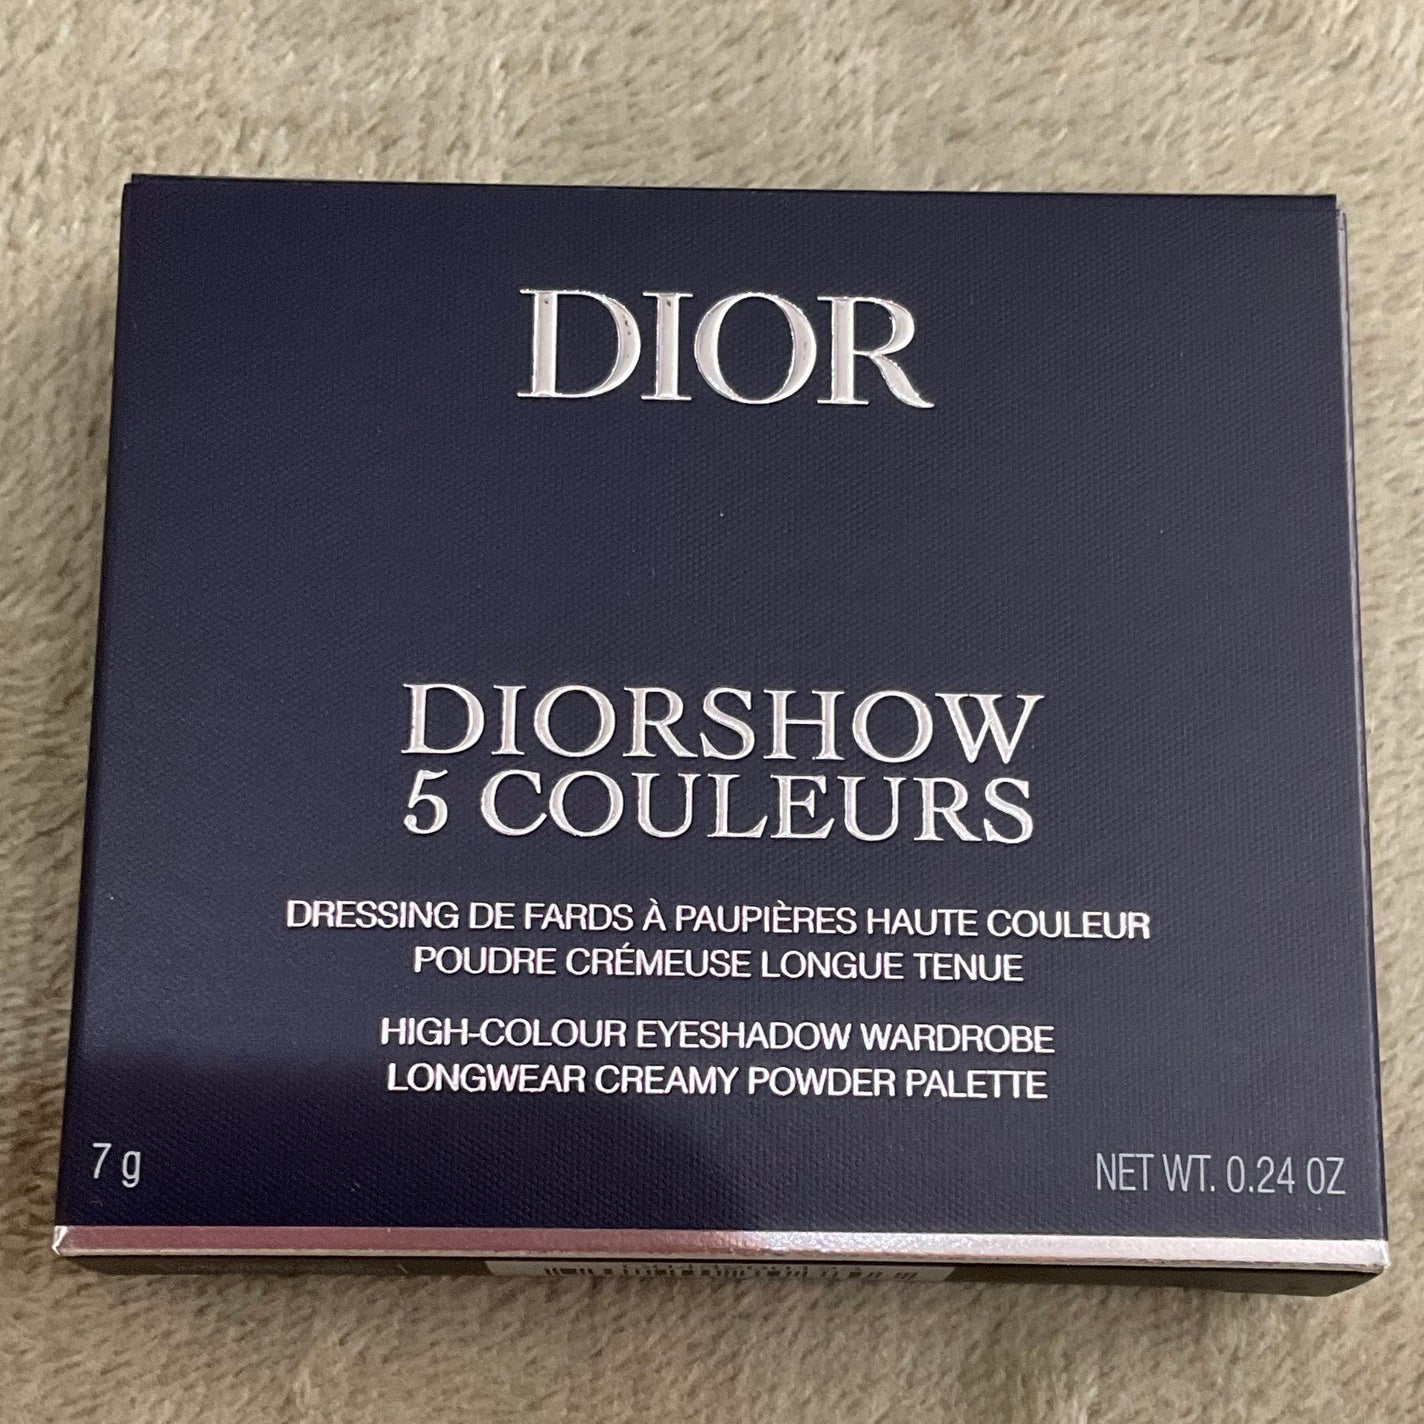 DIOR
DIORSHOW
5 COULEURS
DRESSING DE FARDS À PAUPIÈRES HAUTE COULEUR
POUDRE CRÉMEUSE LONGUE TENUE
HIGH-COLOUR EYESHADOW WARDROBE
LONGWEAR CREAMY POWDER PALETTE
7 g
NET WT. 0.24 OZ